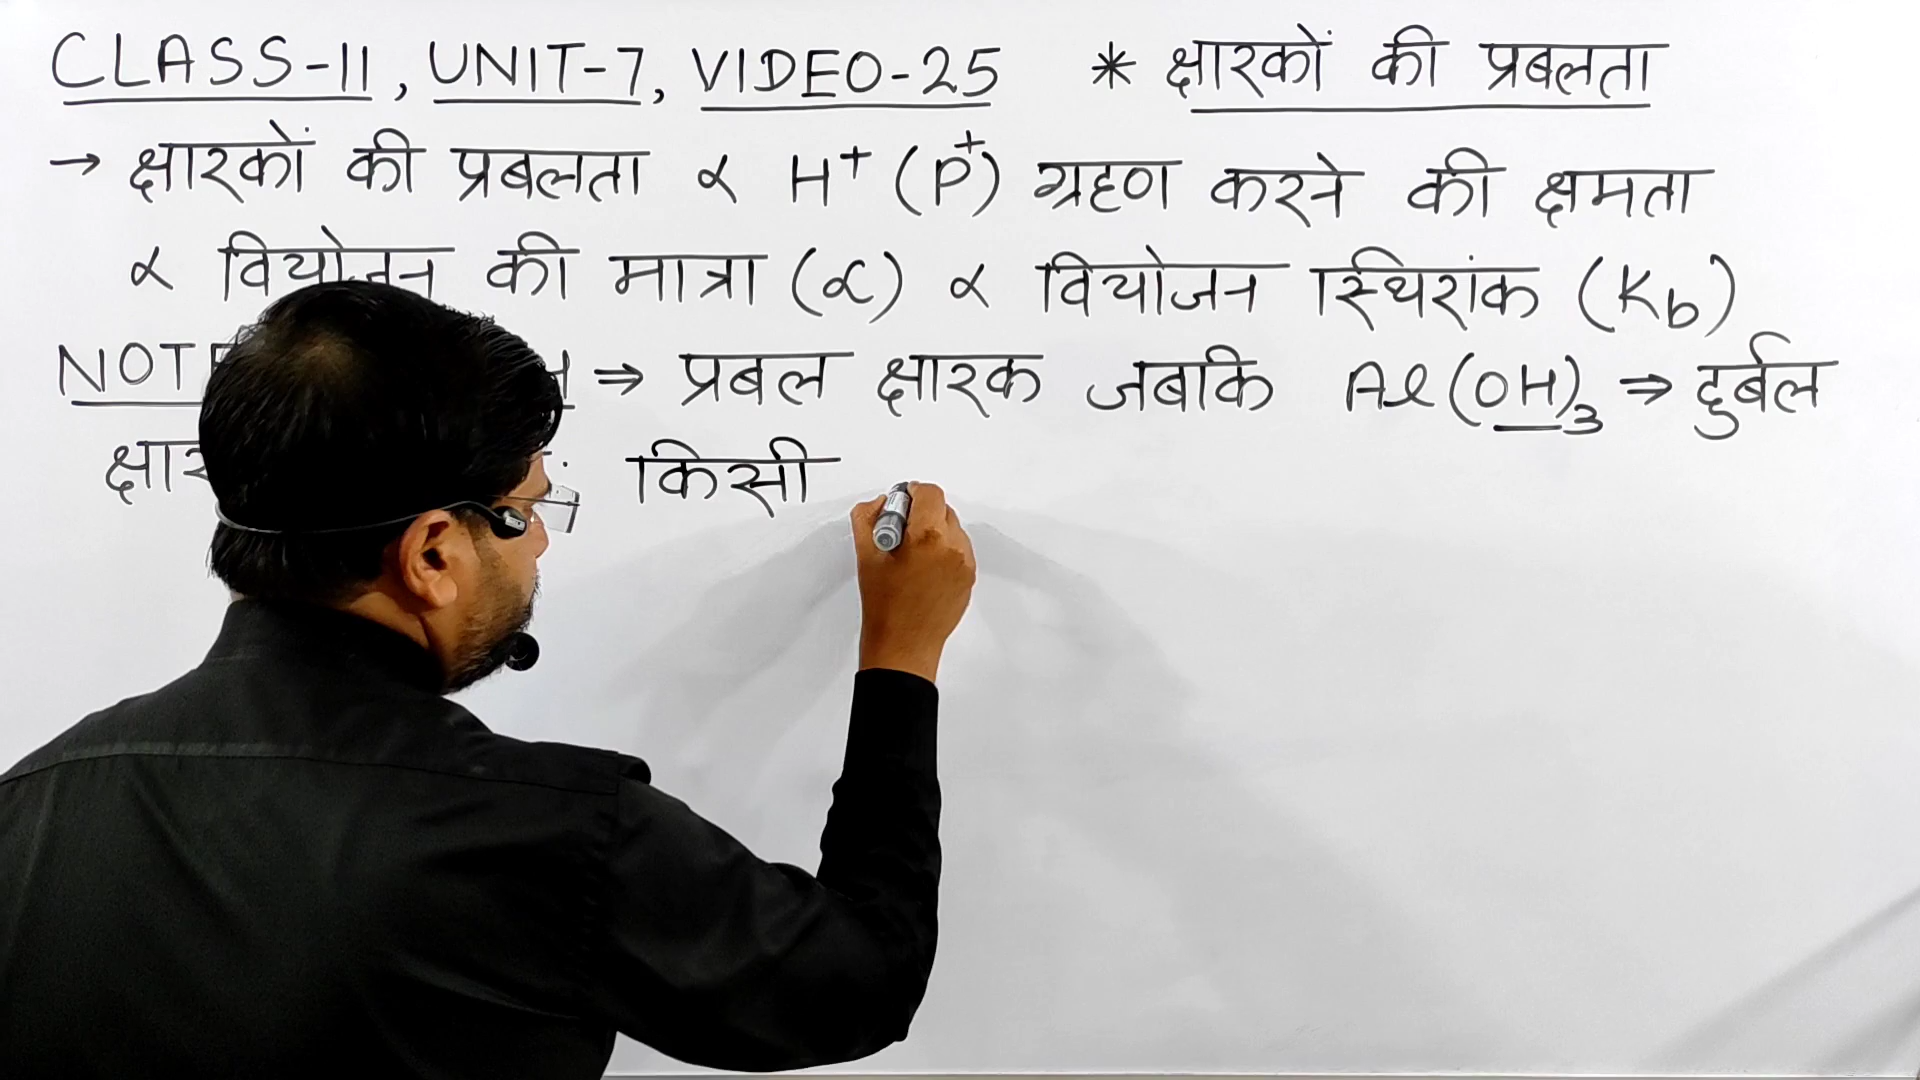 CLASS-11, UNIT-7, VIDEO-25 * क्षारकों की प्रबलता
→ क्षारकों की प्रबलता ∝ H⁺ (P⁺) ग्रहण करने की क्षमता
∝ वियोजन की मात्रा (∝) ∝ वियोजन स्थिरांक (Kb)
⇒ प्रबल क्षारक जबकि Al(OH)₃ ⇒ दुर्बल
किसी